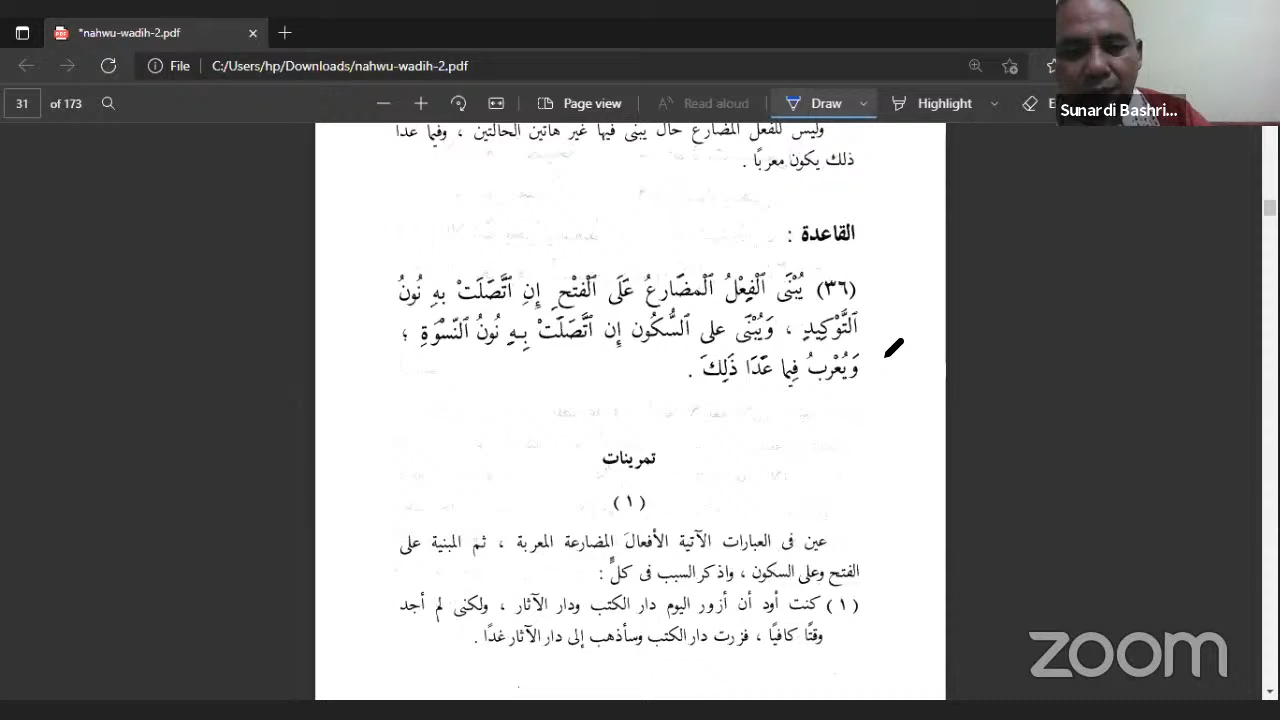 *nahwu-wadih-2.pdf
File C:/Users/hp/Downloads/nahwu-wadih-2.pdf
31 of 173 Page view Read aloud Draw Highlight
Sunardi Bashri...
وليس للفعل المضارع حال يبنى فيها غير هاتين الحالتين ، وفيما عدا
ذلك يكون معربًا .
القاعدة :
(٣٦) يُبْنَى ٱلْفِعْلُ ٱلْمضَارعُ عَلَى ٱلْفَتْحِ إِنِ ٱتَّصَلَتْ بهِ نُونُ
ٱلتَّوْكِيدِ ، وَيُبْنَى على ٱلسُّكُون إِن ٱتَّصَلَتْ بِهِ نُونُ ٱلنّسْوَةِ ؛
وَيُعْربُ فِيما عَدَا ذَلِكَ .
تمرينات
(١)
عين فى العبارات الآتية الأفعالَ المضارعة المعربة ، ثم المبنية على
الفتح وعلى السكون ، واذكر السبب فى كلٍّ :
(١) كنت أود أن أزور اليوم دار الكتب ودار الآثار ، ولكنى لم أجد
وقتًا كافيًا ، فزرت دار الكتب وسأذهب إلى دار الآثار غدًا .
zoom